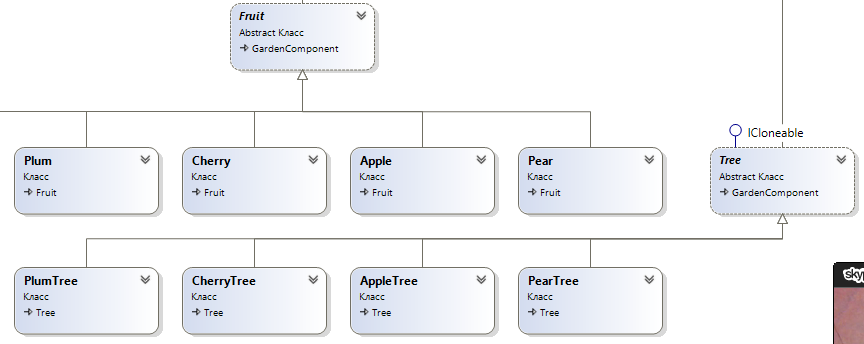 Fruit
Abstract Класс
GardenComponent
ICloneable
Plum
Класс
Fruit
Cherry
Класс
Fruit
Apple
Класс
Fruit
Pear
Класс
Fruit
Tree
Abstract Класс
GardenComponent
PlumTree
Класс
Tree
CherryTree
Класс
Tree
AppleTree
Класс
Tree
PearTree
Класс
Tree